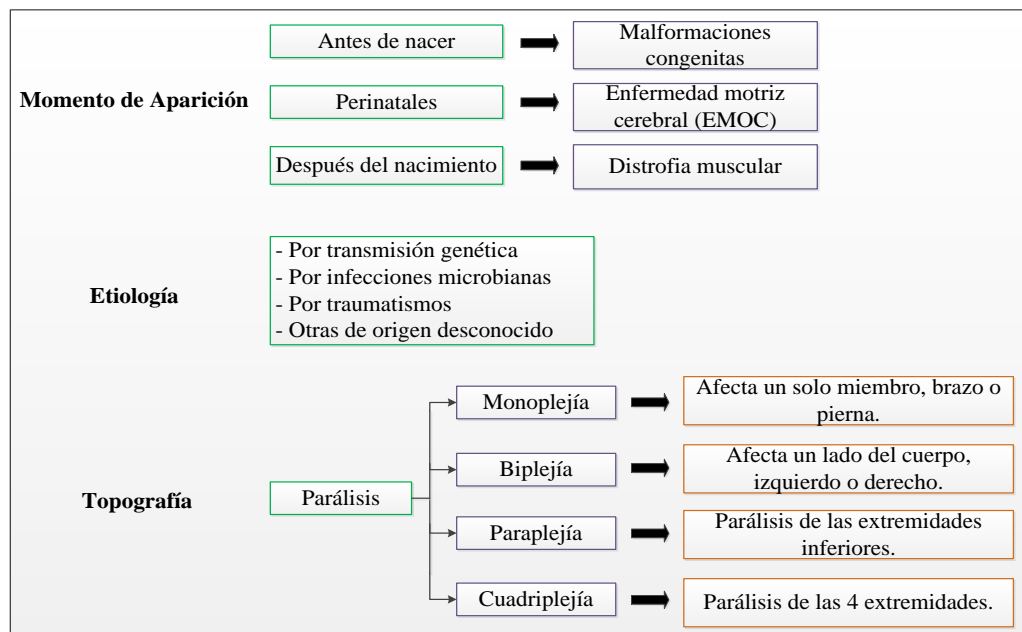 Momento de Aparición
Antes de nacer
Malformaciones
congenitas
Perinatales
Enfermedad motriz
cerebral (EMOC)
Después del nacimiento
Distrofia muscular
Etiología
- Por transmisión genética
- Por infecciones microbianas
- Por traumatismos
- Otras de origen desconocido
Topografía
Parálisis
Monoplejía
Afecta un solo miembro, brazo o
pierna.
Biplejía
Afecta un lado del cuerpo,
izquierdo o derecho.
Paraplejía
Parálisis de las extremidades
inferiores.
Cuadriplejía
Parálisis de las 4 extremidades.